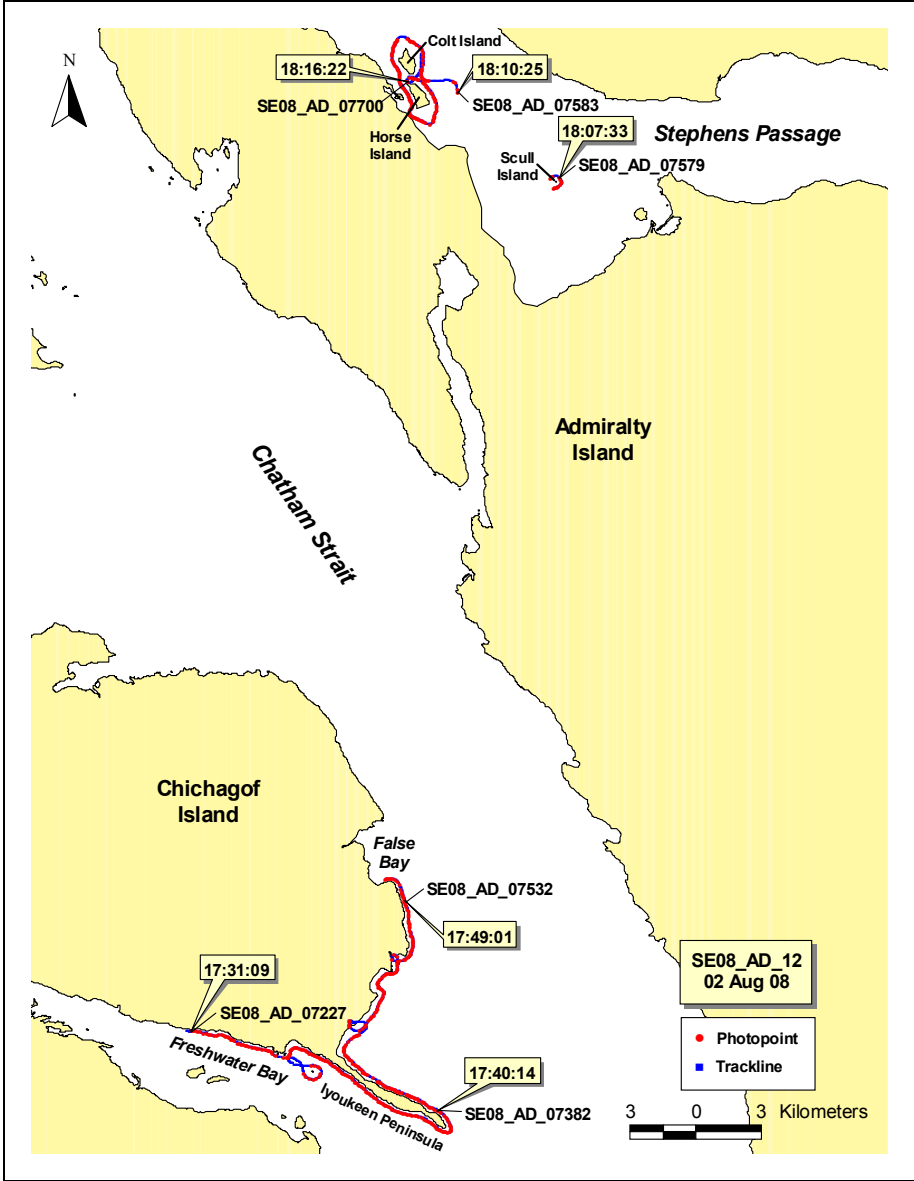 N
Colt Island
18:16:22
18:10:25
SE08_AD_07700
SE08_AD_07583
Horse
Island
Stephens Passage
18:07:33
Scull
Island
SE08_AD_07579
Admiralty
Island
Chatham Strait
Chichagof
Island
False
Bay
SE08_AD_07532
17:49:01
17:31:09
SE08_AD_07227
Freshwater Bay
Iyoukeen Peninsula
17:40:14
SE08_AD_07382
SE08_AD_12
02 Aug 08
Photopoint
Trackline
3 0 3 Kilometers